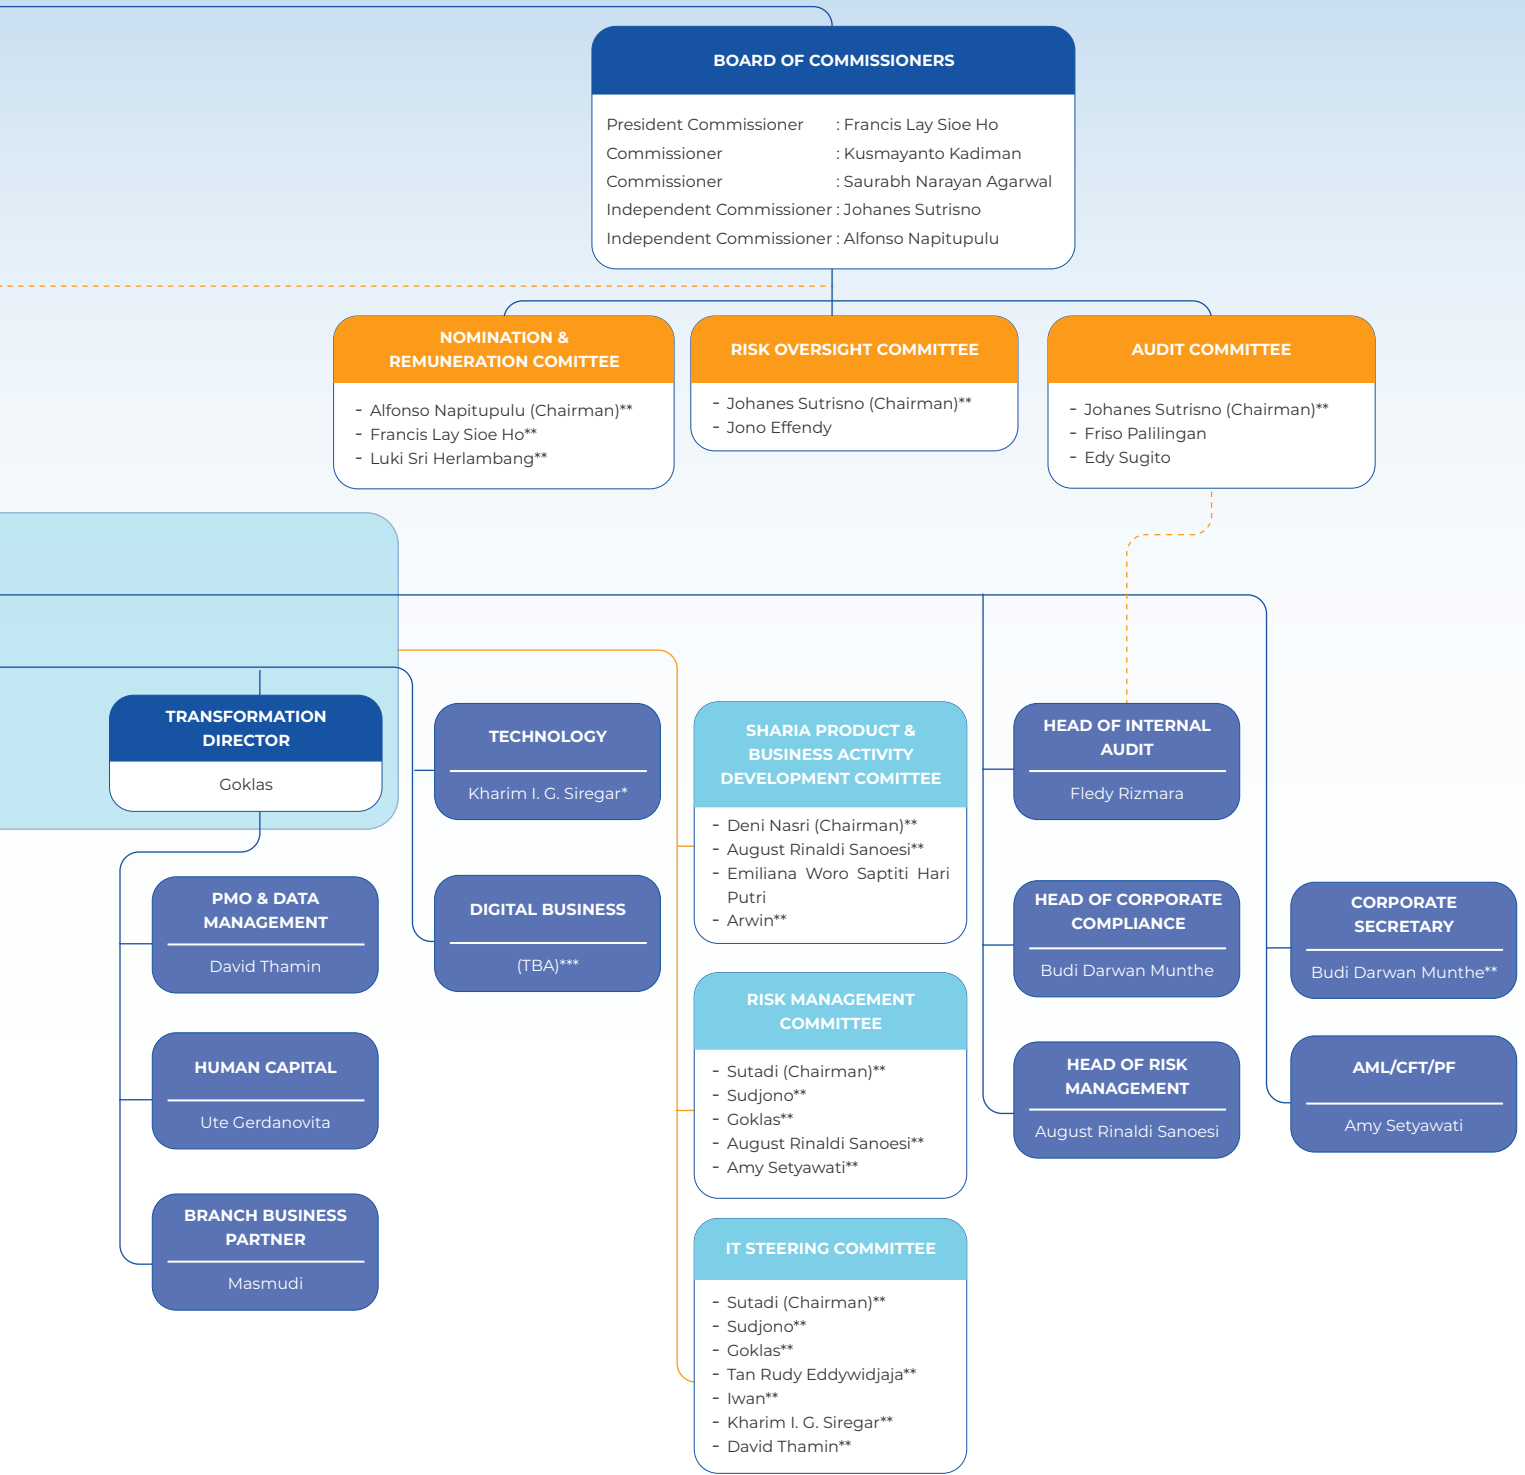 BOARD OF COMMISSIONERS
President Commissioner : Francis Lay Sioe Ho
Commissioner : Kusmayanto Kadiman
Commissioner : Saurabh Narayan Agarwal
Independent Commissioner : Johanes Sutrisno
Independent Commissioner : Alfonso Napitupulu
NOMINATION &
REMUNERATION COMITTEE
- Alfonso Napitupulu (Chairman)**
- Francis Lay Sioe Ho**
- Luki Sri Herlambang**
RISK OVERSIGHT COMMITTEE
- Johanes Sutrisno (Chairman)**
- Jono Effendy
AUDIT COMMITTEE
- Johanes Sutrisno (Chairman)**
- Friso Palilingan
- Edy Sugito
TRANSFORMATION
DIRECTOR
Goklas
PMO & DATA
MANAGEMENT
David Thamin
HUMAN CAPITAL
Ute Gerdanovita
BRANCH BUSINESS
PARTNER
Masmudi
TECHNOLOGY
Kharim I. G. Siregar*
DIGITAL BUSINESS
(TBA)***
SHARIA PRODUCT &
BUSINESS ACTIVITY
DEVELOPMENT COMITTEE
- Deni Nasri (Chairman)**
- August Rinaldi Sanoesi**
- Emiliana Woro Saptiti Hari
Putri
- Arwin**
RISK MANAGEMENT
COMMITTEE
- Sutadi (Chairman)**
- Sudjono**
- Goklas**
- August Rinaldi Sanoesi**
- Amy Setyawati**
IT STEERING COMMITTEE
- Sutadi (Chairman)**
- Sudjono**
- Goklas**
- Tan Rudy Eddywidjaja**
- Iwan**
- Kharim I. G. Siregar**
- David Thamin**
HEAD OF INTERNAL
AUDIT
Fledy Rizmara
HEAD OF CORPORATE
COMPLIANCE
Budi Darwan Munthe
HEAD OF RISK
MANAGEMENT
August Rinaldi Sanoesi
CORPORATE
SECRETARY
Budi Darwan Munthe**
AML/CFT/PF
Amy Setyawati